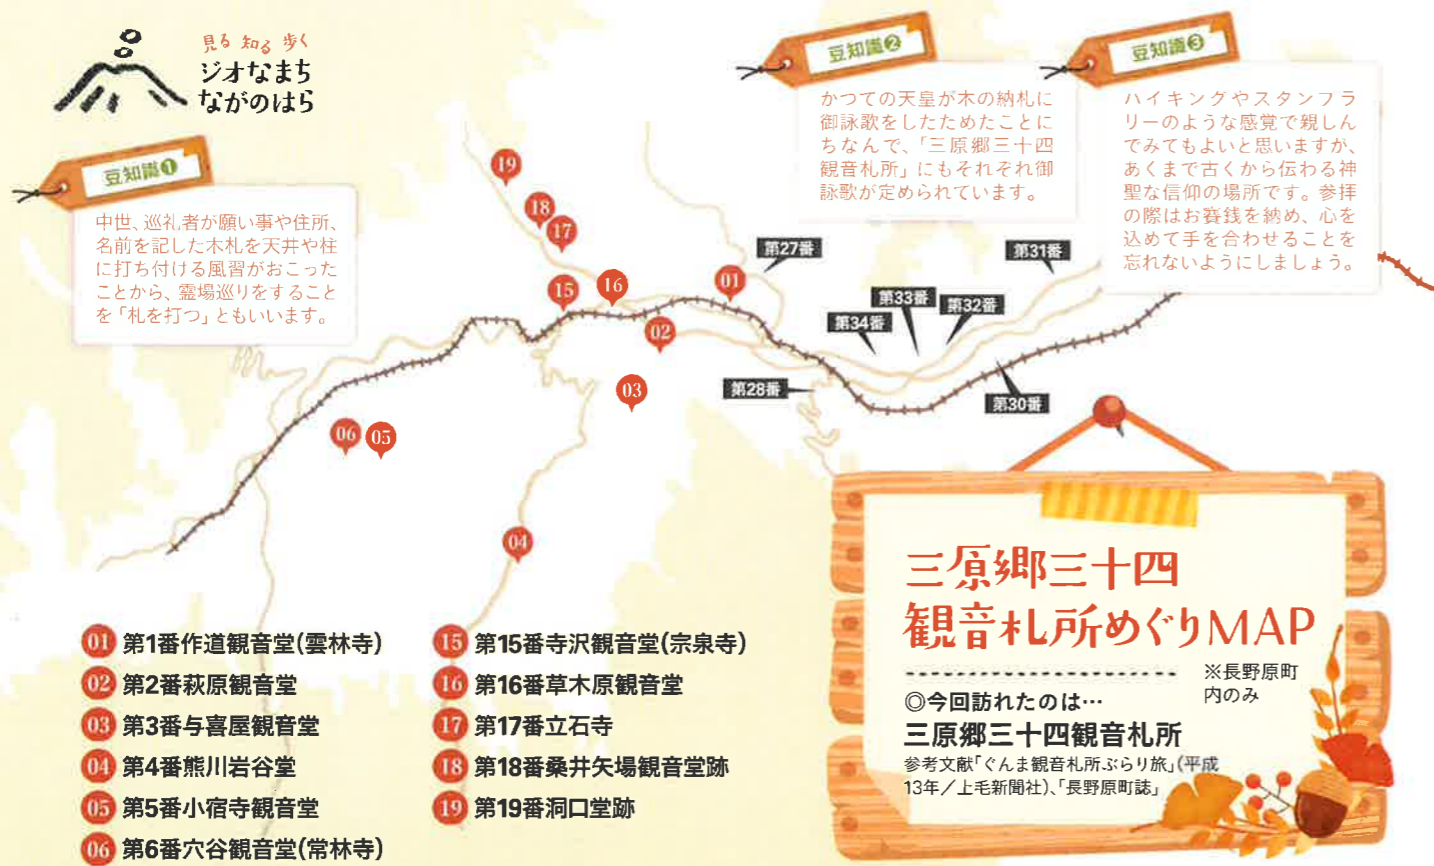 見る 知る 歩く
ジオなまち
ながのはら
豆知識❶
中世、巡礼者が願い事や住所、
名前を記した木札を天井や柱
に打ち付ける風習がおこった
ことから、霊場巡りをすること
を「札を打つ」ともいいます。
豆知識❷
かつての天皇が木の納札に
御詠歌をしたためたことに
ちなんで、「三原郷三十四
観音札所」にもそれぞれ御
詠歌が定められています。
豆知識❸
ハイキングやスタンプラ
リーのような感覚で親しん
でみてもよいと思いますが、
あくまで古くから伝わる神
聖な信仰の場所です。参拝
の際はお賽銭を納め、心を
込めて手を合わせることを
忘れないようにしましょう。
19
18
17
15
16
01
02
03
06
05
04
第27番
第31番
第33番
第32番
第34番
第28番
第30番
01 第1番作道観音堂(雲林寺)
02 第2番萩原観音堂
03 第3番与喜屋観音堂
04 第4番熊川岩谷堂
05 第5番小宿寺観音堂
06 第6番穴谷観音堂(常林寺)
15 第15番寺沢観音堂(宗泉寺)
16 第16番草木原観音堂
17 第17番立石寺
18 第18番桑井矢場観音堂跡
19 第19番洞口堂跡
三原郷三十四
観音札所めぐりMAP
※長野原町
内のみ
◎今回訪れたのは…
三原郷三十四観音札所
参考文献「ぐんま観音札所ぶらり旅」(平成
13年／上毛新聞社)、「長野原町誌」